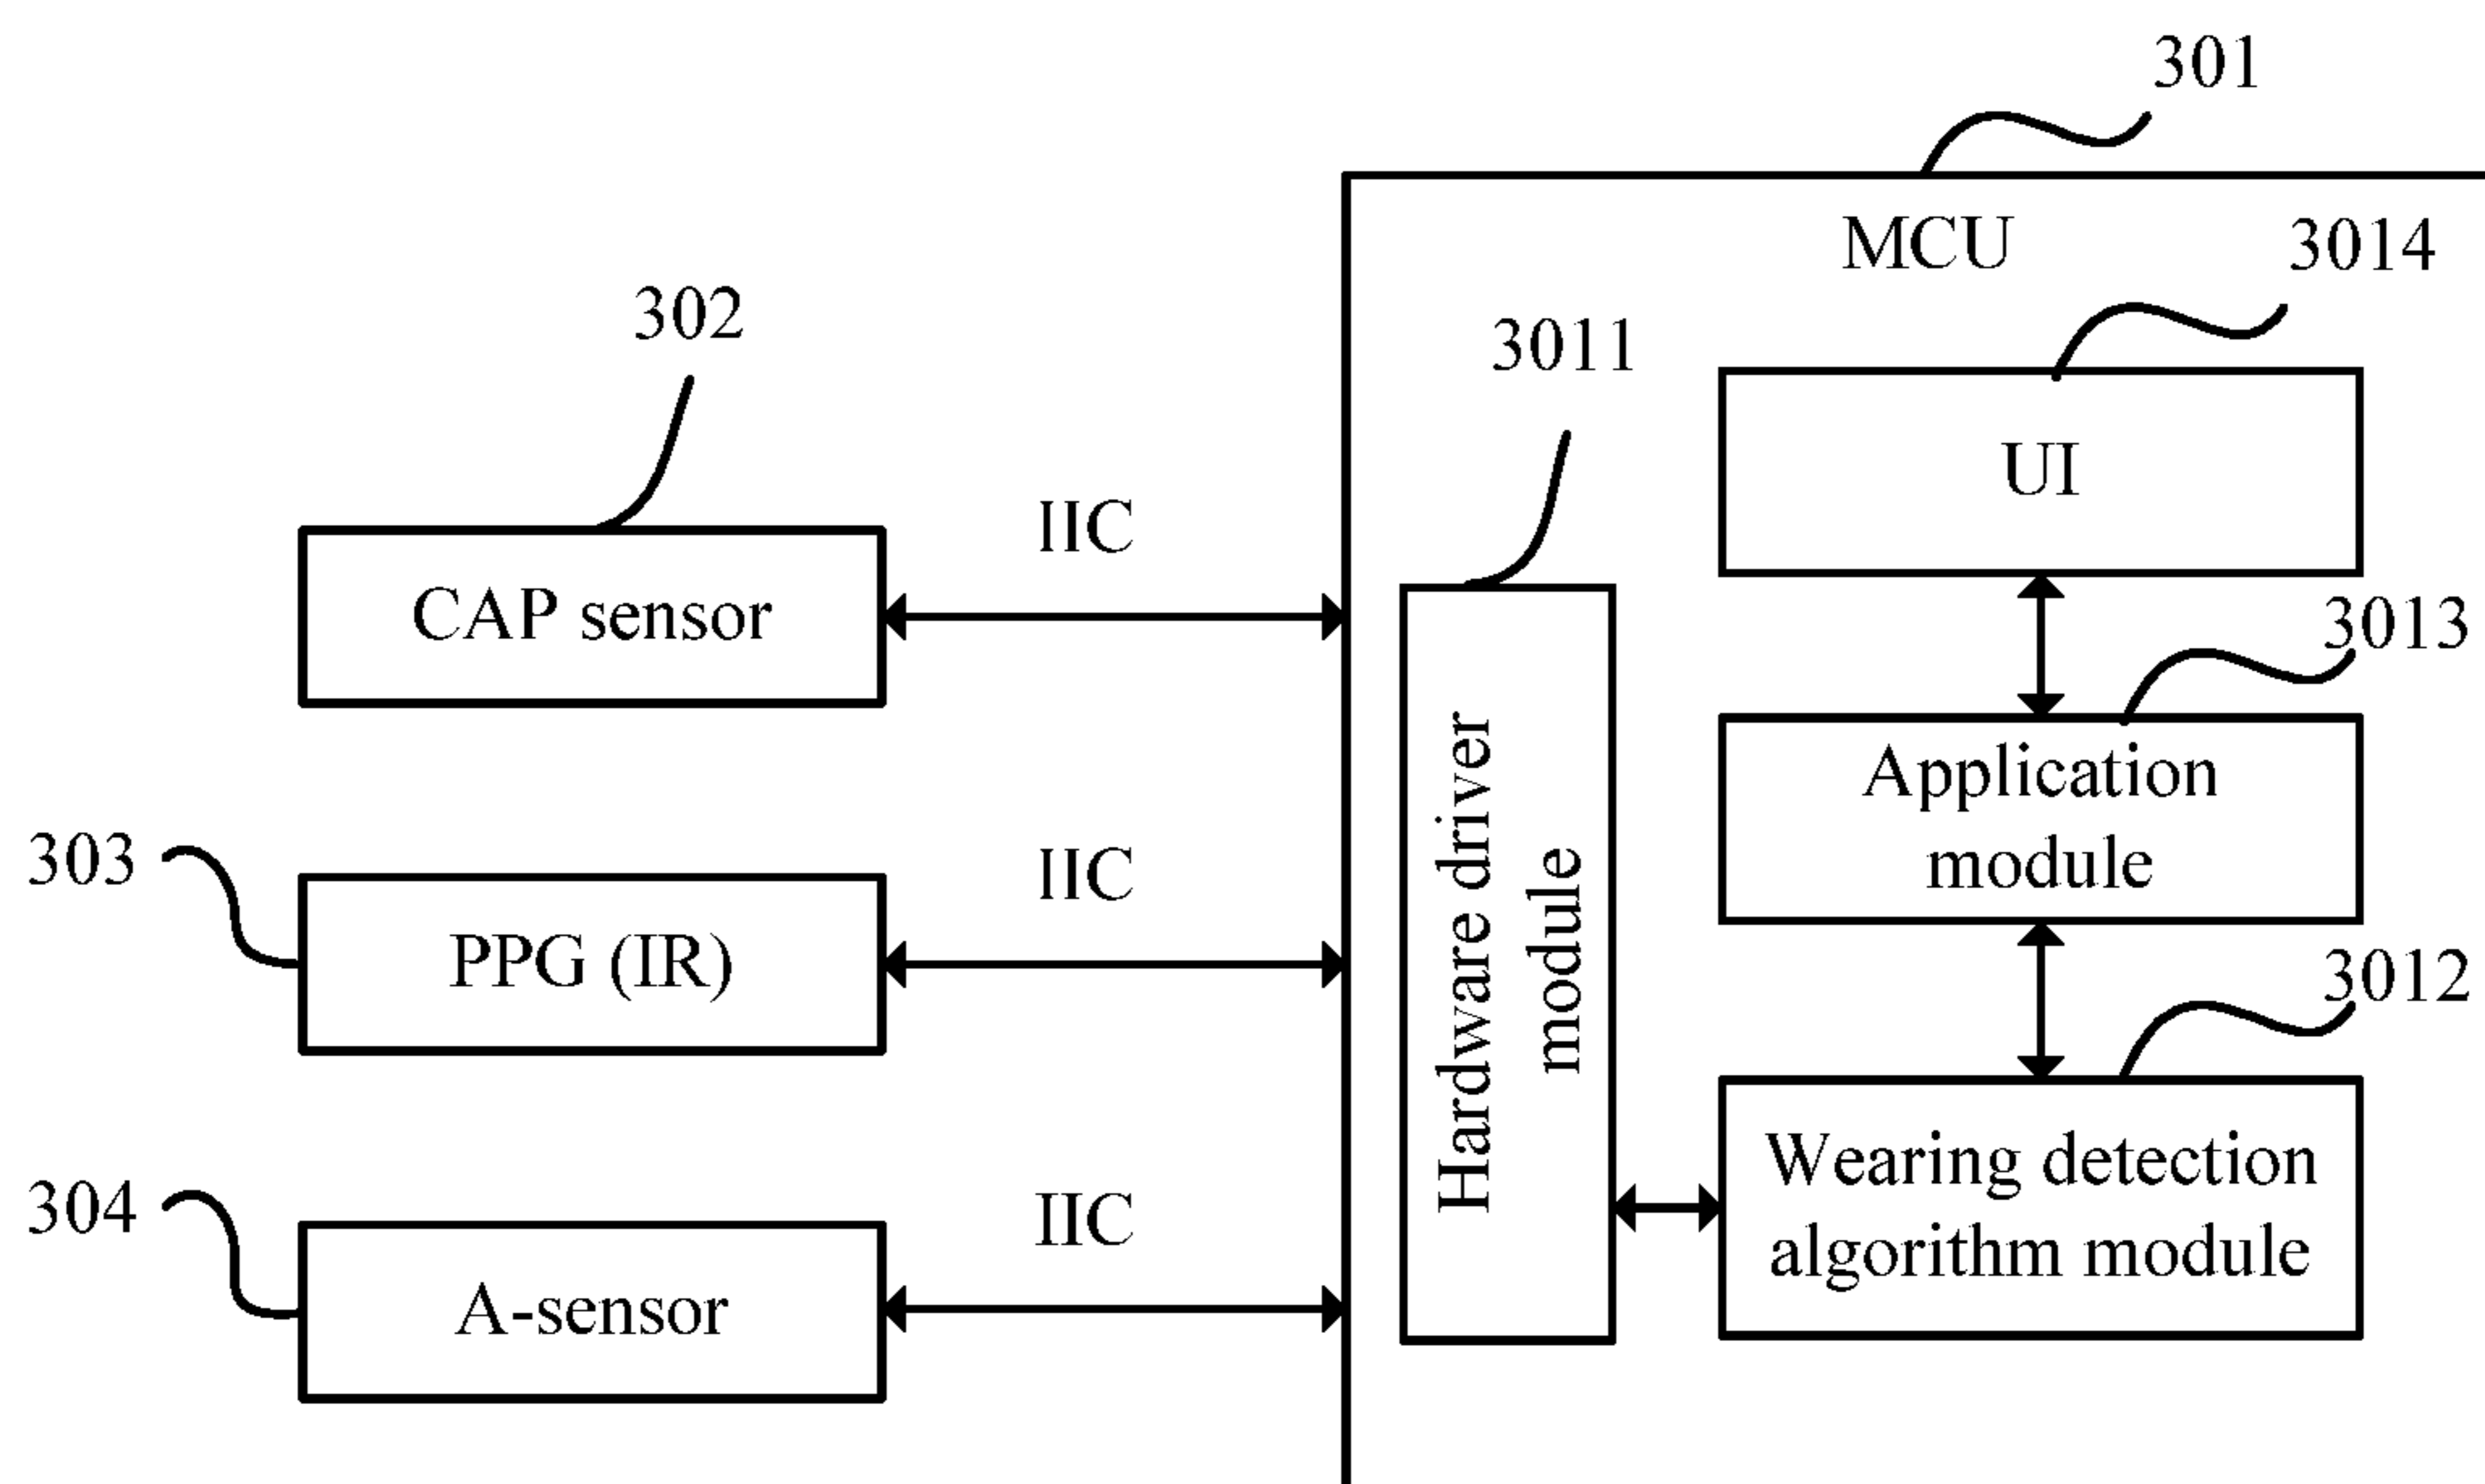 301
MCU
3014
302
3011
UI
IIC
CAP sensor
3013
Hardware driver
module
Application
module
303
IIC
PPG (IR)
3012
304
IIC
A-sensor
Wearing detection
algorithm module